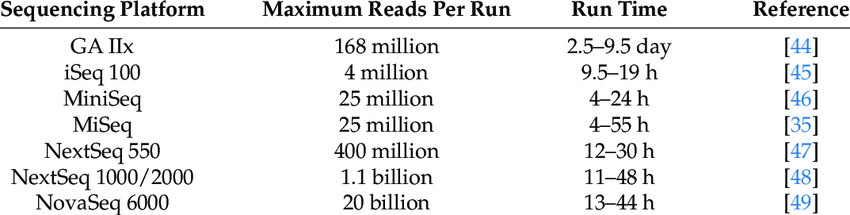 Sequencing Platform Maximum Reads Per Run Run Time Reference
GA IIx 168 million 2.5–9.5 day [44]
iSeq 100 4 million 9.5–19 h [45]
MiniSeq 25 million 4–24 h [46]
MiSeq 25 million 4–55 h [35]
NextSeq 550 400 million 12–30 h [47]
NextSeq 1000/2000 1.1 billion 11–48 h [48]
NovaSeq 6000 20 billion 13–44 h [49]